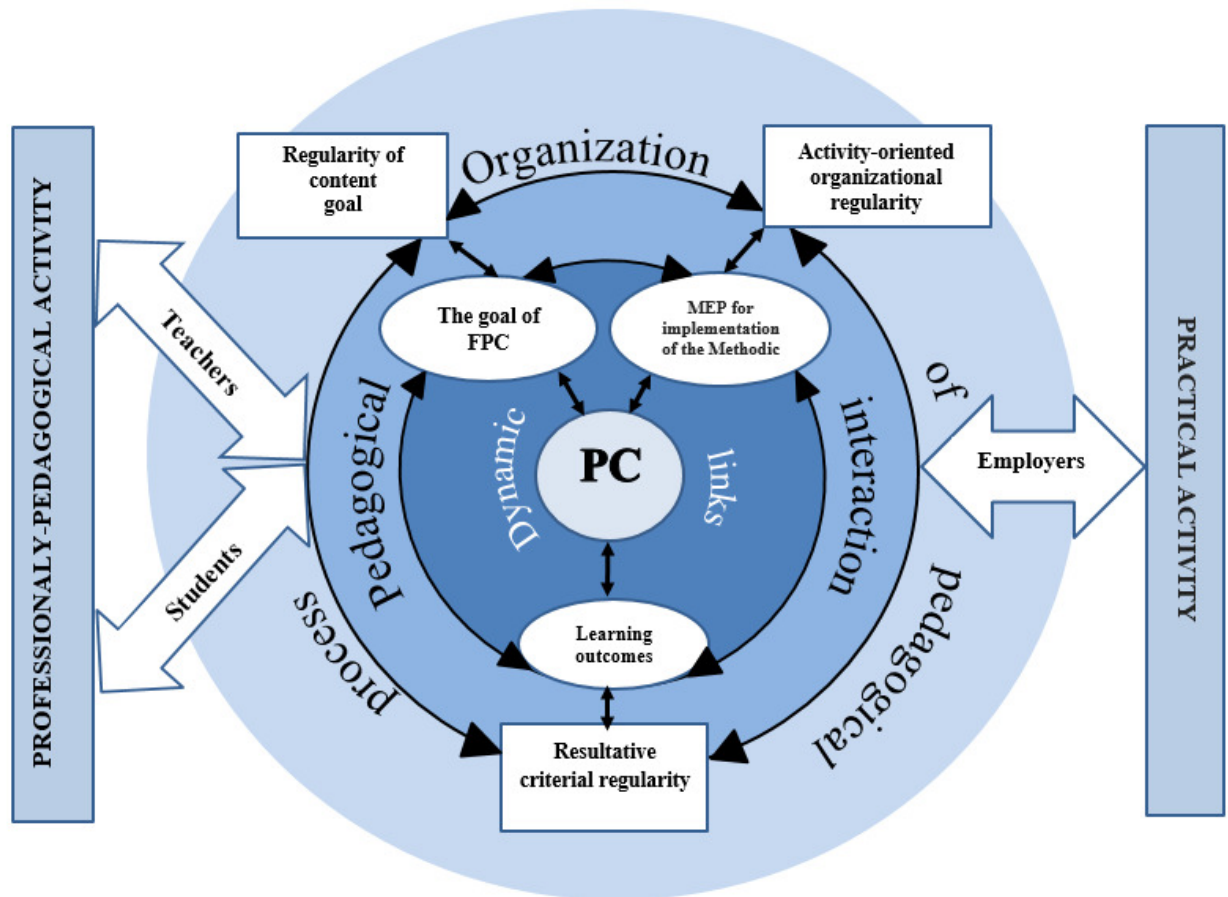 PROFESSIONALY-PEDAGOGICAL ACTIVITY
Teachers
Students
Regularity of
content
goal
Organization
of
pedagogical
process
Activity-oriented
organizational
regularity
The goal of
FPC
MEP for
implementation
of the Methodic
Pedagogical
interaction
Dynamic
links
PC
Learning
outcomes
Resultative
criterial regularity
Employers
PRACTICAL ACTIVITY